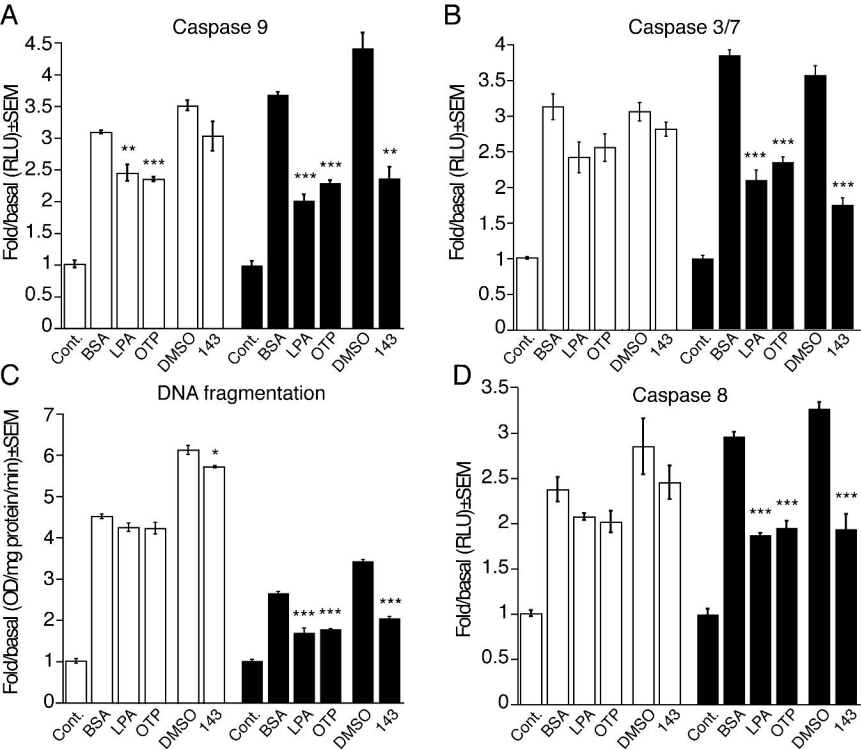 A
Caspase 9
Fold/basal (RLU)±SEM
4.5
4
3.5
3
2.5
2
1.5
1
0.5
0
**
***
***
***
**
Cont.
BSA
LPA
OTP
DMSO
143
Cont.
BSA
LPA
OTP
DMSO
143
B
Caspase 3/7
Fold/basal (RLU)±SEM
4
3.5
3
2.5
2
1.5
1
0.5
0
***
***
***
Cont.
BSA
LPA
OTP
DMSO
143
Cont.
BSA
LPA
OTP
DMSO
143
C
DNA fragmentation
Fold/basal (OD/mg protein/min)±SEM
7
6
5
4
3
2
1
0
*
***
***
***
Cont.
BSA
LPA
OTP
DMSO
143
Cont.
BSA
LPA
OTP
DMSO
143
D
Caspase 8
Fold/basal (RLU)±SEM
3.5
3
2.5
2
1.5
1
0.5
0
***
***
***
Cont.
BSA
LPA
OTP
DMSO
143
Cont.
BSA
LPA
OTP
DMSO
143